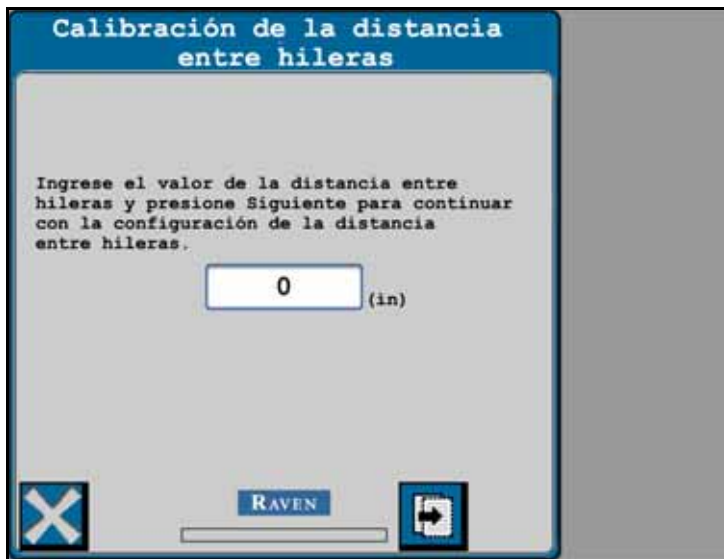 Calibración de la distancia
entre hileras
Ingrese el valor de la distancia entre
hileras y presione Siguiente para continuar
con la configuración de la distancia
entre hileras.
0
(in)
RAVEN